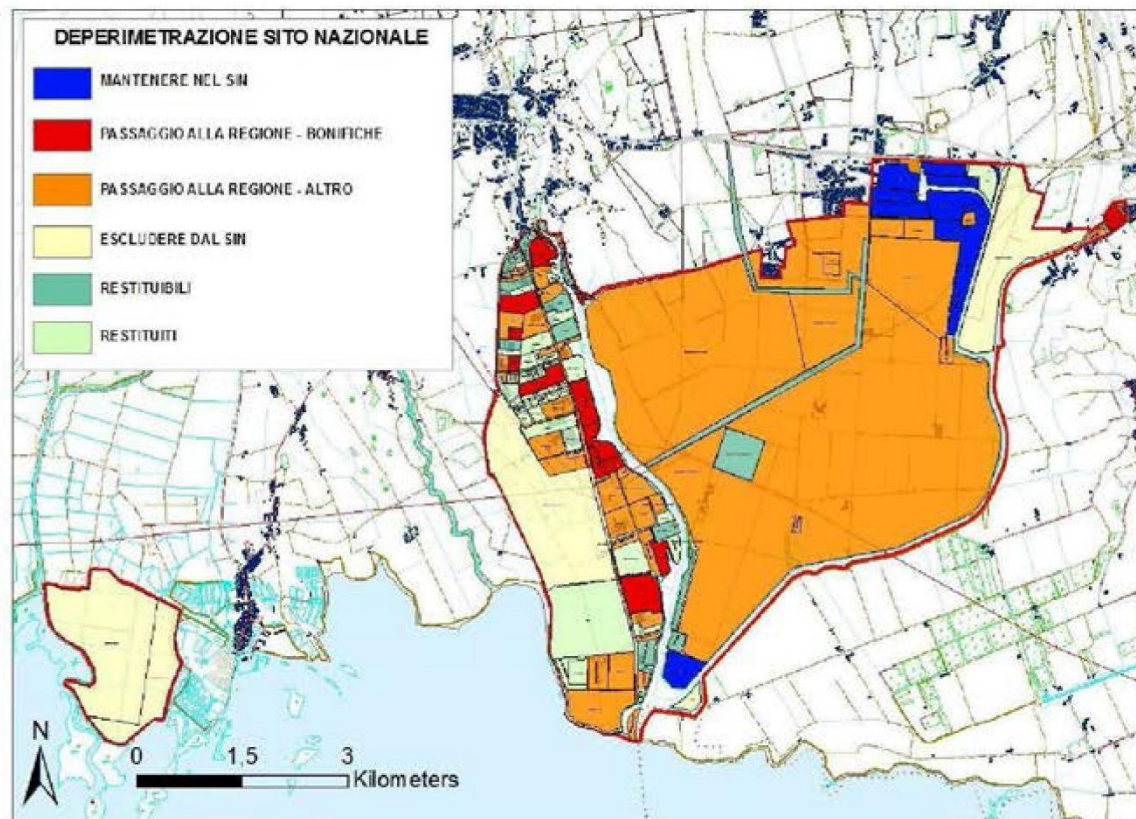 DEPERIMETRAZIONE SITO NAZIONALE
MANTENERE NEL SIN
PASSAGGIO ALLA REGIONE - BONIFICHE
PASSAGGIO ALLA REGIONE - ALTRO
ESCLUDERE DAL SIN
RESTITUIBILI
RESTITUITI
N
0 1,5 3
Kilometers